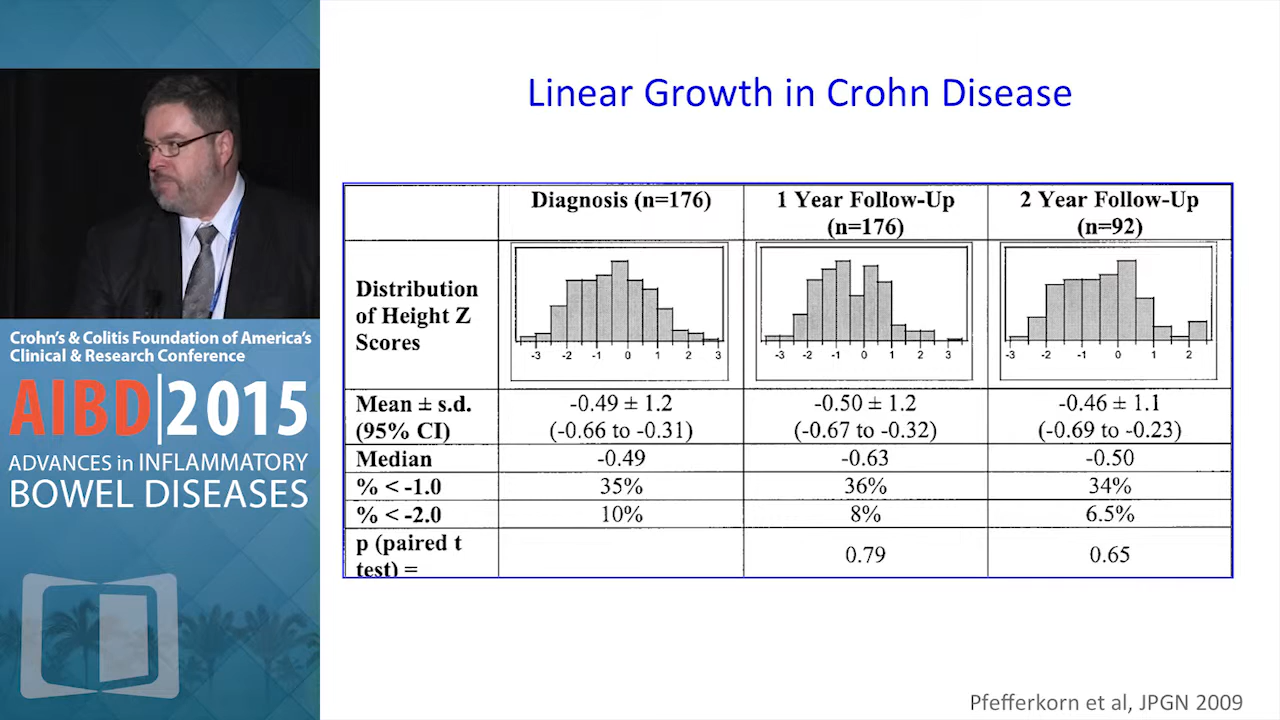 Linear Growth in Crohn Disease
Diagnosis (n=176)
1 Year Follow-Up
(n=176)
2 Year Follow-Up
(n=92)
Distribution
of Height Z
Scores
-3 -2 -1 0 1 2 3
-3 -2 -1 0 1 2 3
-3 -2 -1 0 1 2
Mean ± s.d.
(95% CI)
-0.49 ± 1.2
(-0.66 to -0.31)
-0.50 ± 1.2
(-0.67 to -0.32)
-0.46 ± 1.1
(-0.69 to -0.23)
Median -0.49 -0.63 -0.50
% < -1.0 35% 36% 34%
% < -2.0 10% 8% 6.5%
p (paired t
test) =
0.79 0.65
Pfefferkorn et al, JPGN 2009
Crohn's & Colitis Foundation of America's
Clinical & Research Conference
AIBD|2015
ADVANCES in INFLAMMATORY
BOWEL DISEASES